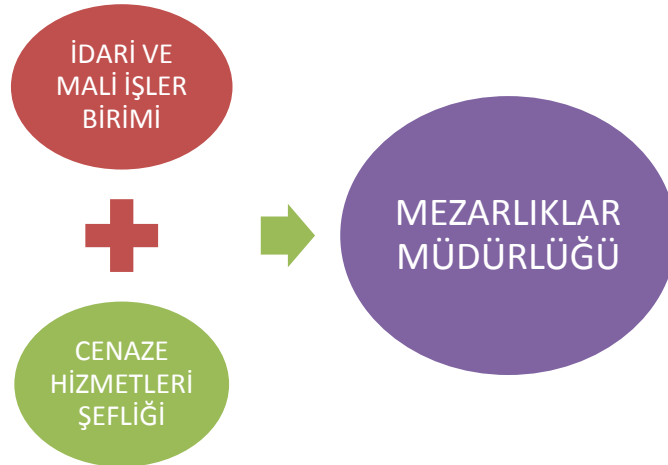 İDARİ VE
MALİ İŞLER
BİRİMİ
CENAZE
HİZMETLERİ
ŞEFLİĞİ
MEZARLIKLAR
MÜDÜRLÜĞÜ